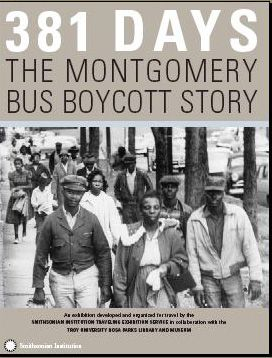 381 DAYS
THE MONTGOMERY
BUS BOYCOTT STORY
An exhibition developed and organized for travel by the
SMITHSONIAN INSTITUTION TRAVELING EXHIBITION SERVICE in collaboration with the
TROY UNIVERSITY ROSA PARKS LIBRARY AND MUSEUM
Smithsonian Institution